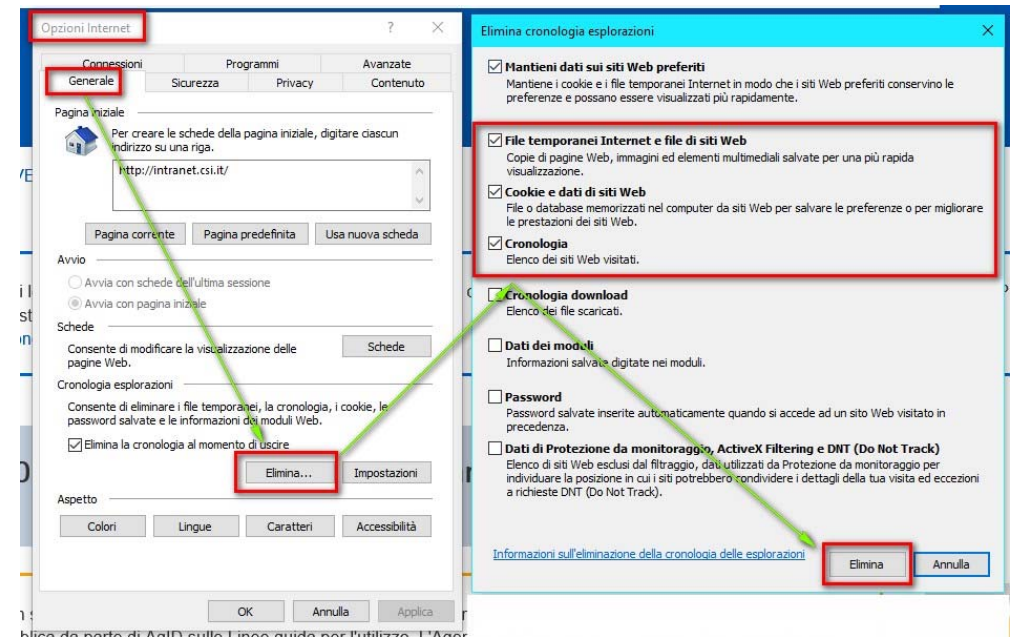 Opzioni Internet
Connessioni Programmi Avanzate
Generale Sicurezza Privacy Contenuto
Pagina iniziale
Per creare le schede della pagina iniziale, digitare ciascun
indirizzo su una riga.
http://intranet.csi.it/
Pagina corrente Pagina predefinita Usa nuova scheda
Avvio
Avvia con schede dell'ultima sessione
Avvia con pagina iniziale
Schede
Consente di modificare la visualizzazione delle
pagine Web.
Schede
Cronologia esplorazioni
Consente di eliminare i file temporanei, la cronologia, i cookie, le
password salvate e le informazioni dei moduli Web.
Elimina la cronologia al momento di uscire
Elimina... Impostazioni
Aspetto
Colori Lingue Caratteri Accessibilità
OK Annulla Applica
Elimina cronologia esplorazioni
Mantieni dati sui siti Web preferiti
Mantiene i cookie e i file temporanei Internet in modo che i siti Web preferiti conservino le
preferenze e possano essere visualizzati più rapidamente.
File temporanei Internet e file di siti Web
Copie di pagine Web, immagini ed elementi multimediali salvate per una più rapida
visualizzazione.
Cookie e dati di siti Web
File o database memorizzati nel computer da siti Web per salvare le preferenze o per migliorare
le prestazioni dei siti Web.
Cronologia
Elenco dei siti Web visitati.
Cronologia download
Elenco dei file scaricati.
Dati dei moduli
Informazioni salvate digitate nei moduli.
Password
Password salvate inserite automaticamente quando si accede ad un sito Web visitato in
precedenza.
Dati di Protezione da monitoraggio, ActiveX Filtering e DNT (Do Not Track)
Elenco di siti Web esclusi dal filtraggio, dati utilizzati da Protezione da monitoraggio per
individuare la posizione in cui i siti potrebbero condividere i dettagli della tua visita ed eccezioni
a richieste DNT (Do Not Track).
Informazioni sull'eliminazione della cronologia delle esplorazioni
Elimina Annulla
da parte di AgID sulle Linee guida per l'utilizzo. L'Agen